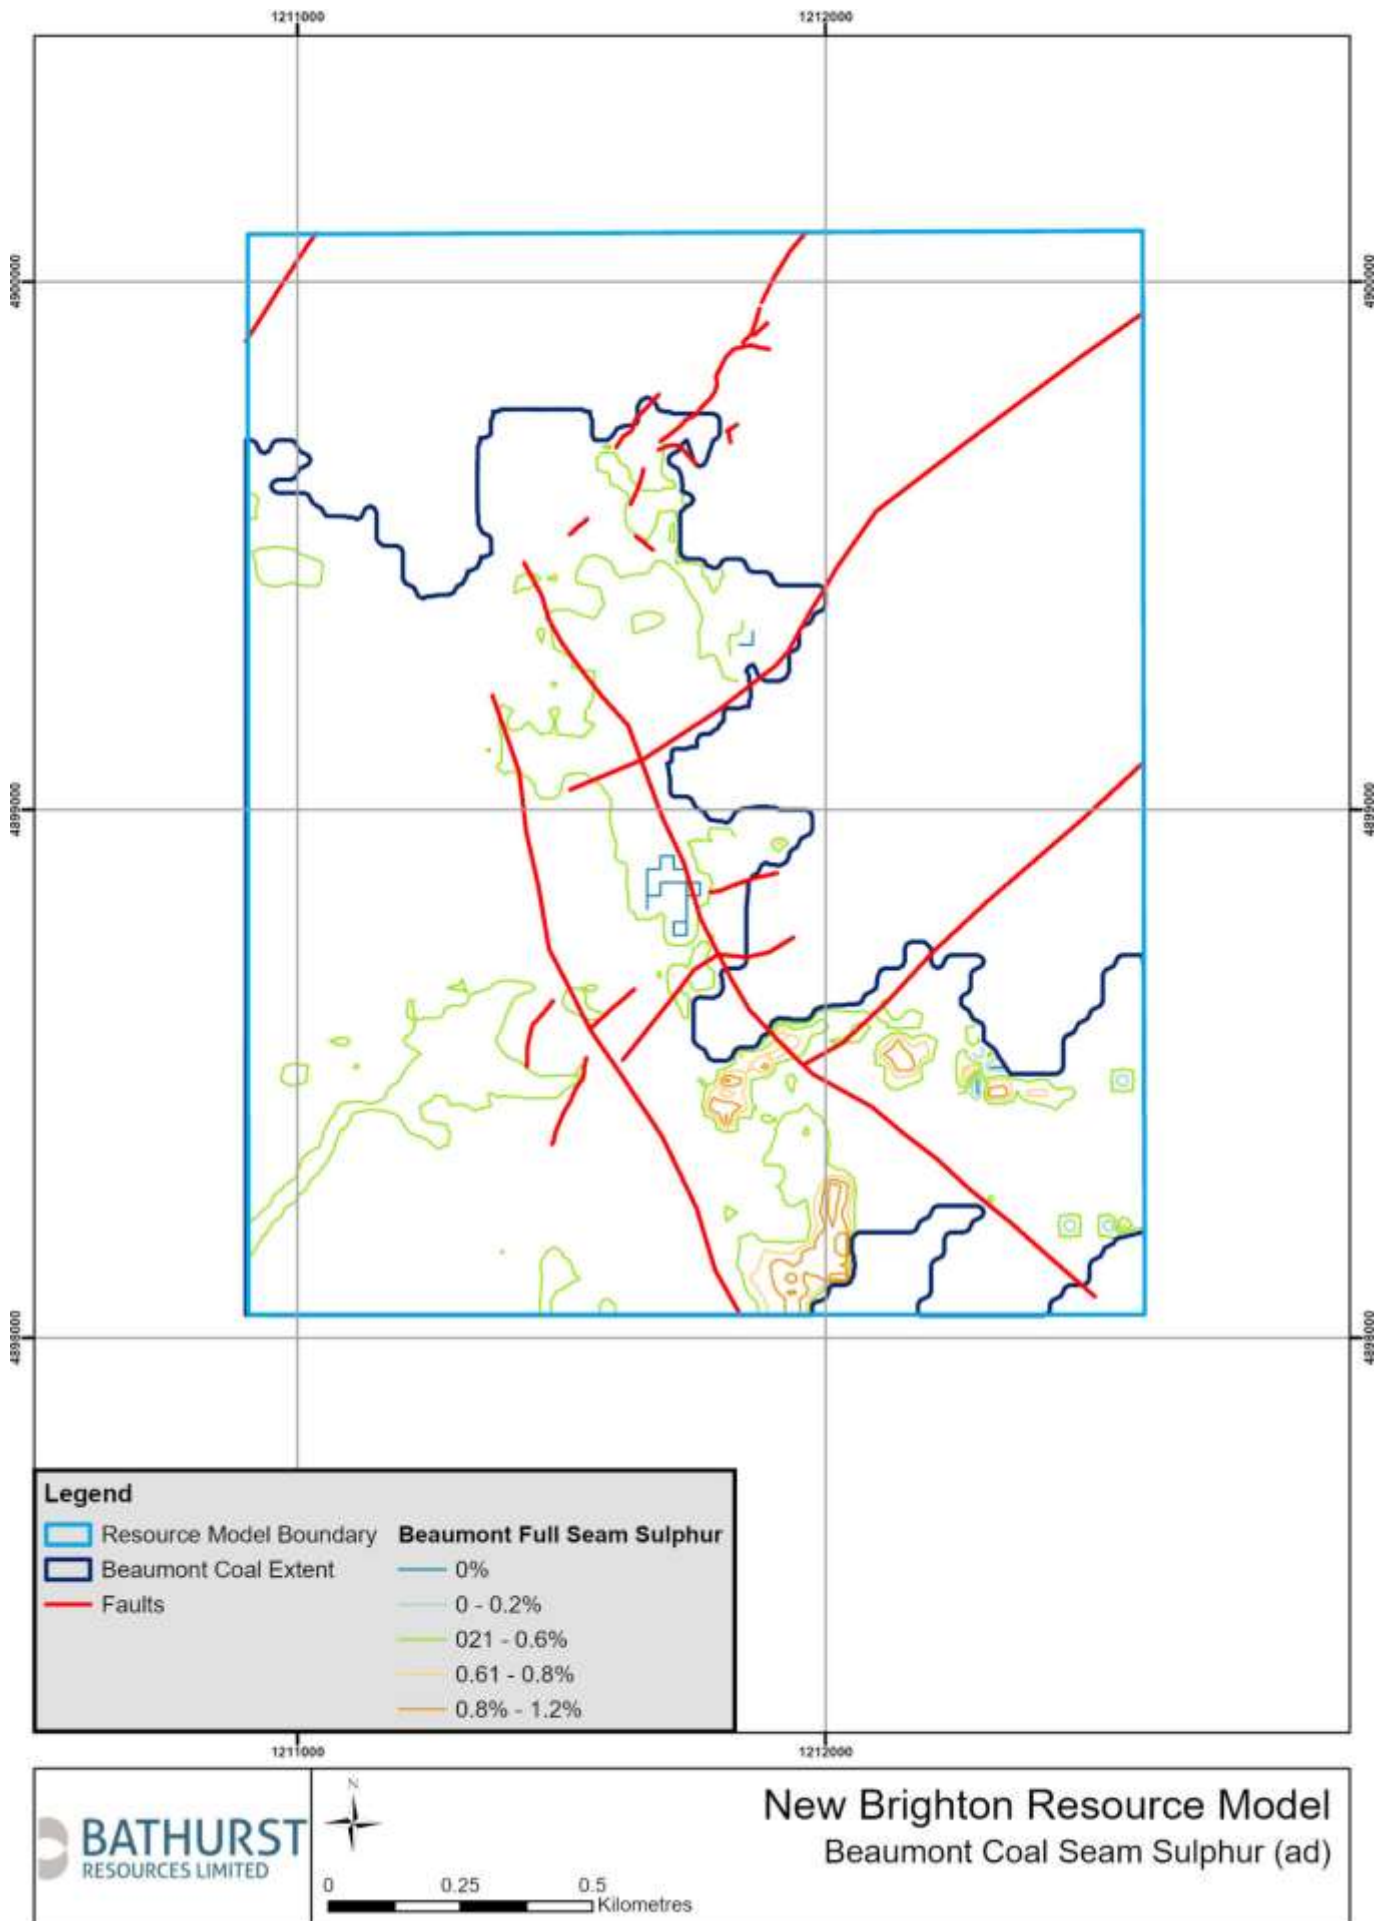 1211000 1212000
4900000 4900000
4899000 4899000
4898000 4898000
Legend
Resource Model Boundary
Beaumont Coal Extent
Faults
Beaumont Full Seam Sulphur
0%
0 - 0.2%
021 - 0.6%
0.61 - 0.8%
0.8% - 1.2%
1211000 1212000
BATHURST
RESOURCES LIMITED
N
0 0.25 0.5
Kilometres
New Brighton Resource Model
Beaumont Coal Seam Sulphur (ad)